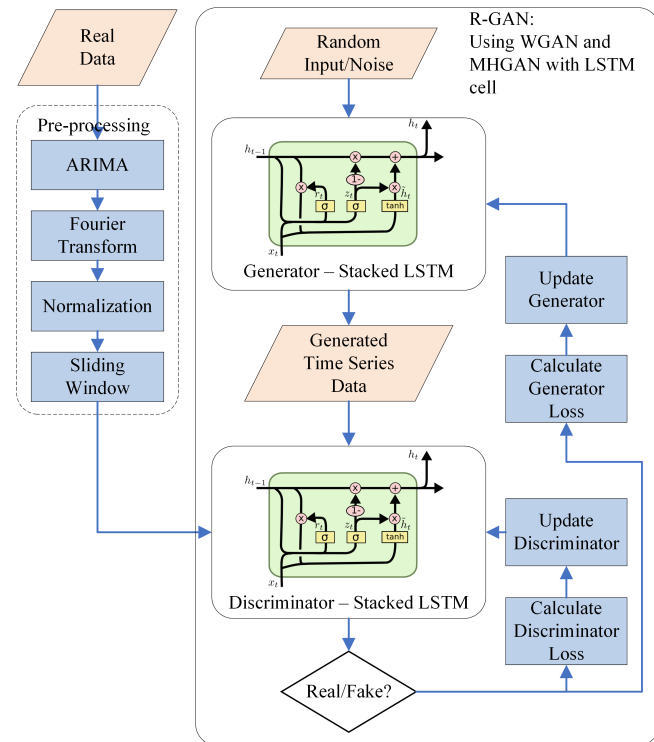 Real
Data
Pre-processing
ARIMA
Fourier
Transform
Normalization
Sliding
Window
R-GAN:
Using WGAN and
MHGAN with LSTM
cell
Random
Input/Noise
h_t
h_{t-1}
x
+
1-
x
r_t
z_t
x
h̃_t
σ
σ
tanh
x_t
Generator – Stacked LSTM
Generated
Time Series
Data
h_t
h_{t-1}
x
+
1-
x
r_t
z_t
x
h̃_t
σ
σ
tanh
x_t
Discriminator – Stacked LSTM
Real/Fake?
Update
Generator
Calculate
Generator
Loss
Update
Discriminator
Calculate
Discriminator
Loss